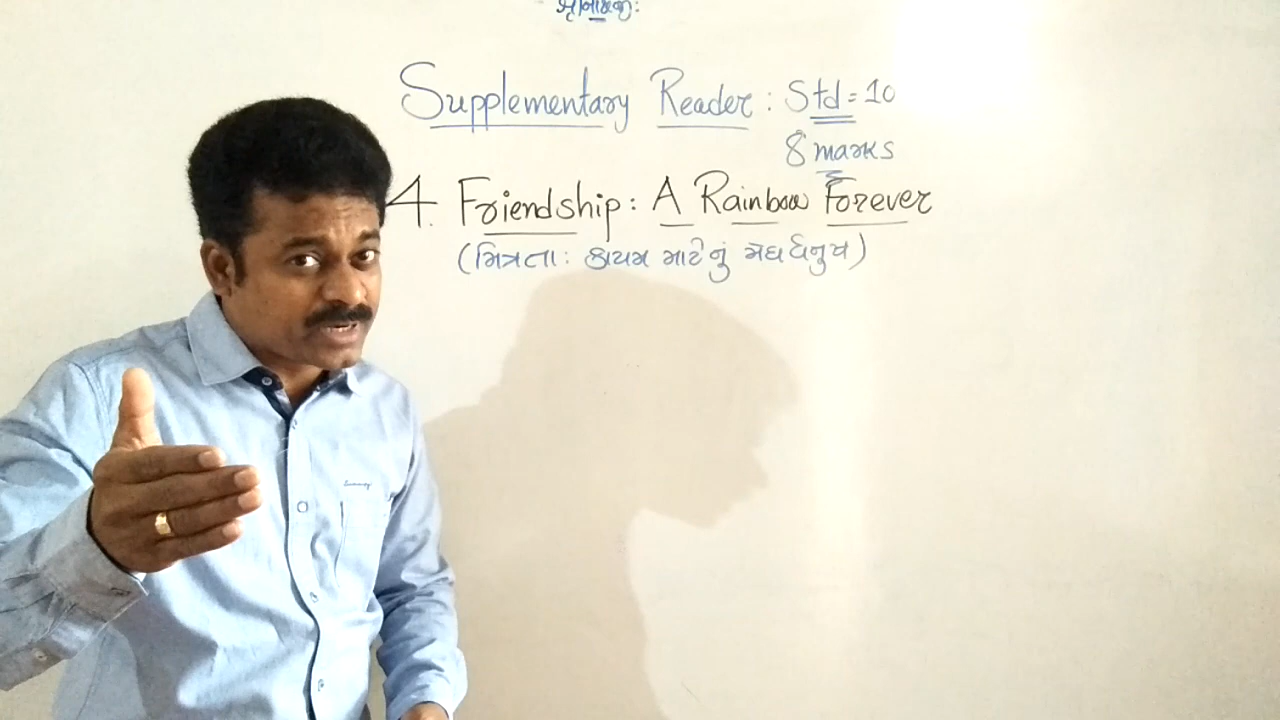 Supplementary Reader : Std = 10
8 marks
4. Friendship : A Rainbow Forever
(મિત્રતા : કાયમ માટેનું મેઘધનુષ)